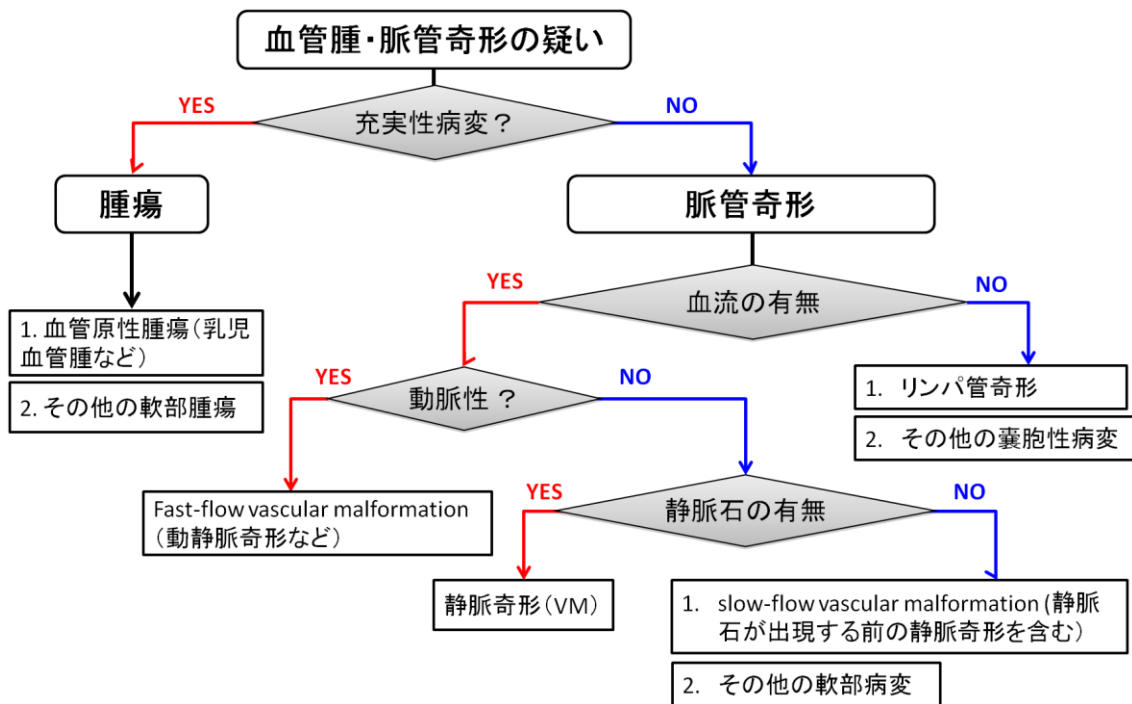 血管腫・脈管奇形の疑い
YES
NO
充実性病変？
腫瘍
脈管奇形
YES
NO
血流の有無
1. 血管原性腫瘍（乳児
血管腫など）
2. その他の軟部腫瘍
YES
NO
動脈性？
1. リンパ管奇形
2. その他の嚢胞性病変
Fast-flow vascular malformation
（動静脈奇形など）
YES
NO
静脈石の有無
静脈奇形（VM）
1. slow-flow vascular malformation (静脈
石が出現する前の静脈奇形を含む）
2. その他の軟部病変